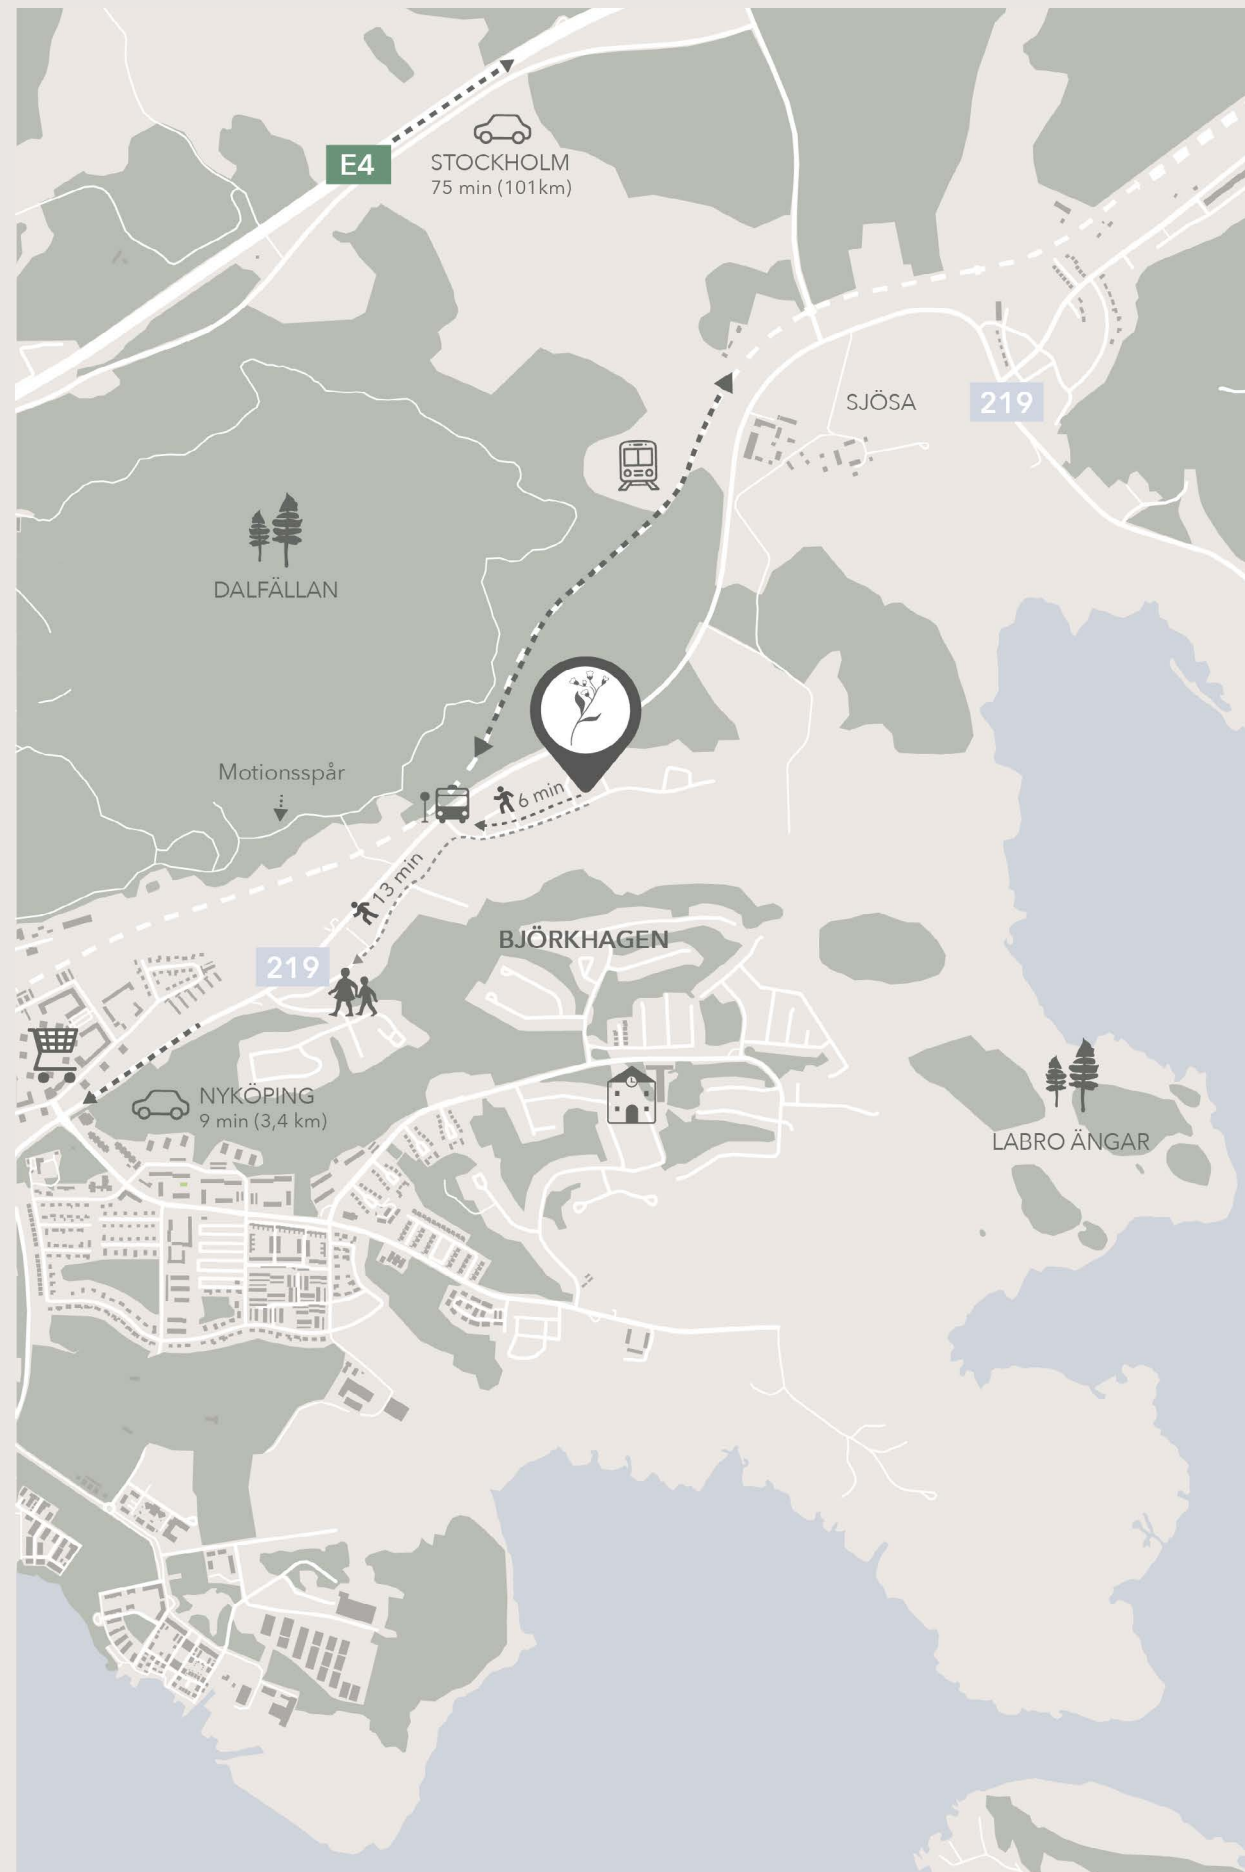 E4
STOCKHOLM
75 min (101km)
SJÖSA
219
DALFÄLLAN
Motionsspår
6 min
13 min
BJÖRKHAGEN
219
NYKÖPING
9 min (3,4 km)
LABRO ÄNGAR